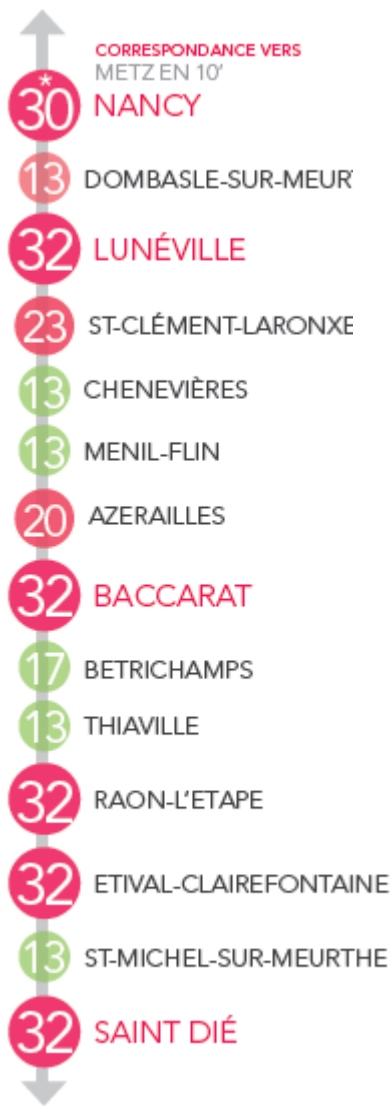 CORRESPONDANCE VERS
METZ EN 10'
30* NANCY
13 DOMBASLE-SUR-MEUR
32 LUNÉVILLE
23 ST-CLÉMENT-LARONXE
13 CHENEVIÈRES
13 MENIL-FLIN
20 AZERAILLES
32 BACCARAT
17 BETRICHAMPS
13 THIAVILLE
32 RAON-L'ETAPE
32 ETIVAL-CLAIREFONTAINE
13 ST-MICHEL-SUR-MEURTHE
32 SAINT DIÉ